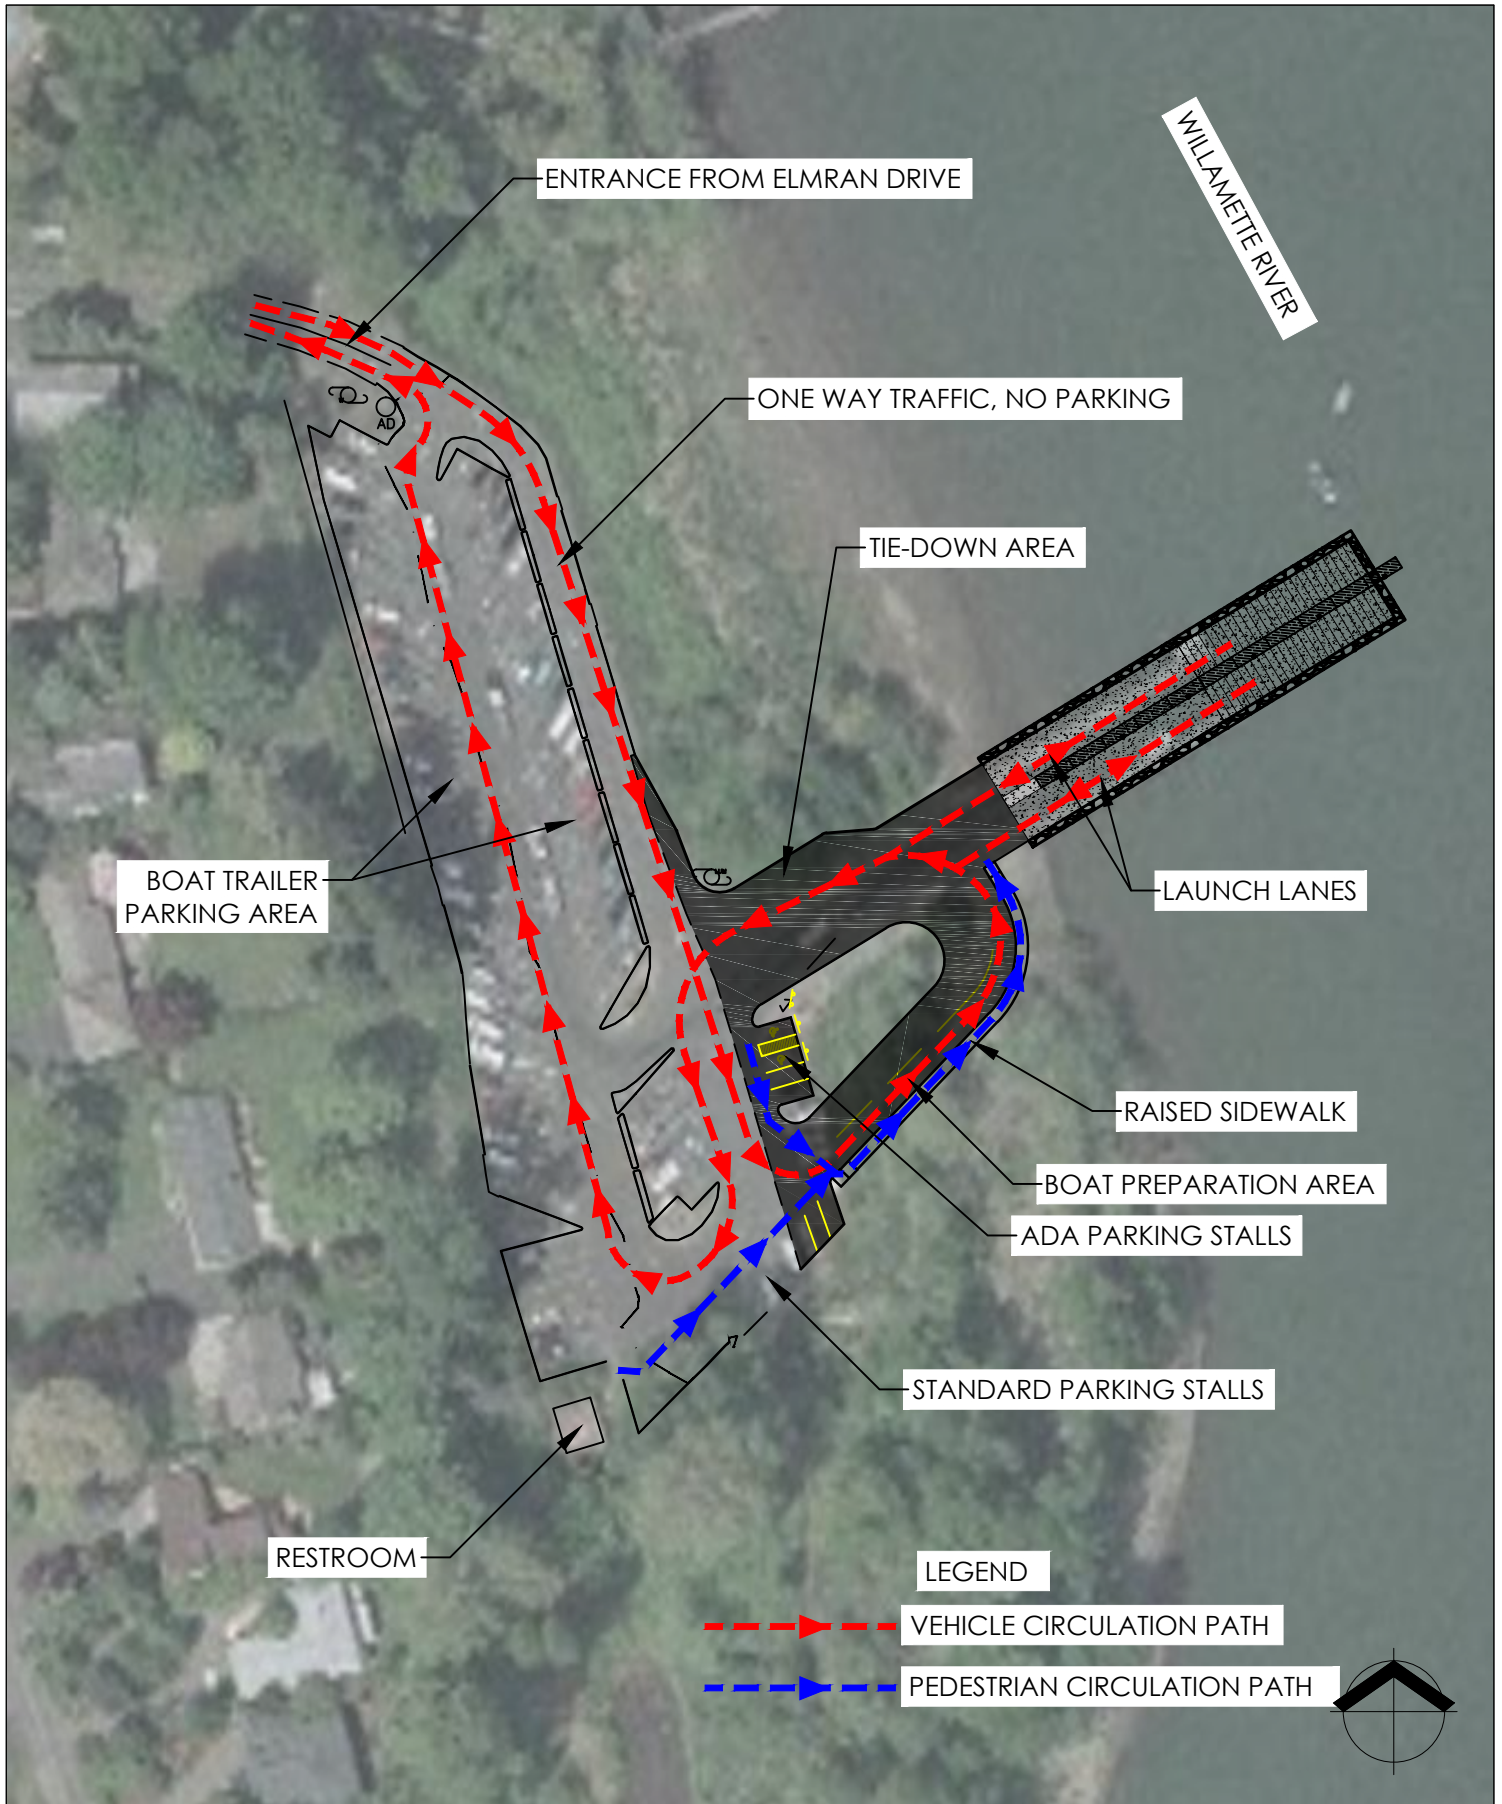 WILLAMETTE RIVER
ENTRANCE FROM ELMRAN DRIVE
AD
ONE WAY TRAFFIC, NO PARKING
TIE-DOWN AREA
BOAT TRAILER
PARKING AREA
LAUNCH LANES
RAISED SIDEWALK
BOAT PREPARATION AREA
ADA PARKING STALLS
STANDARD PARKING STALLS
RESTROOM
LEGEND
VEHICLE CIRCULATION PATH
PEDESTRIAN CIRCULATION PATH